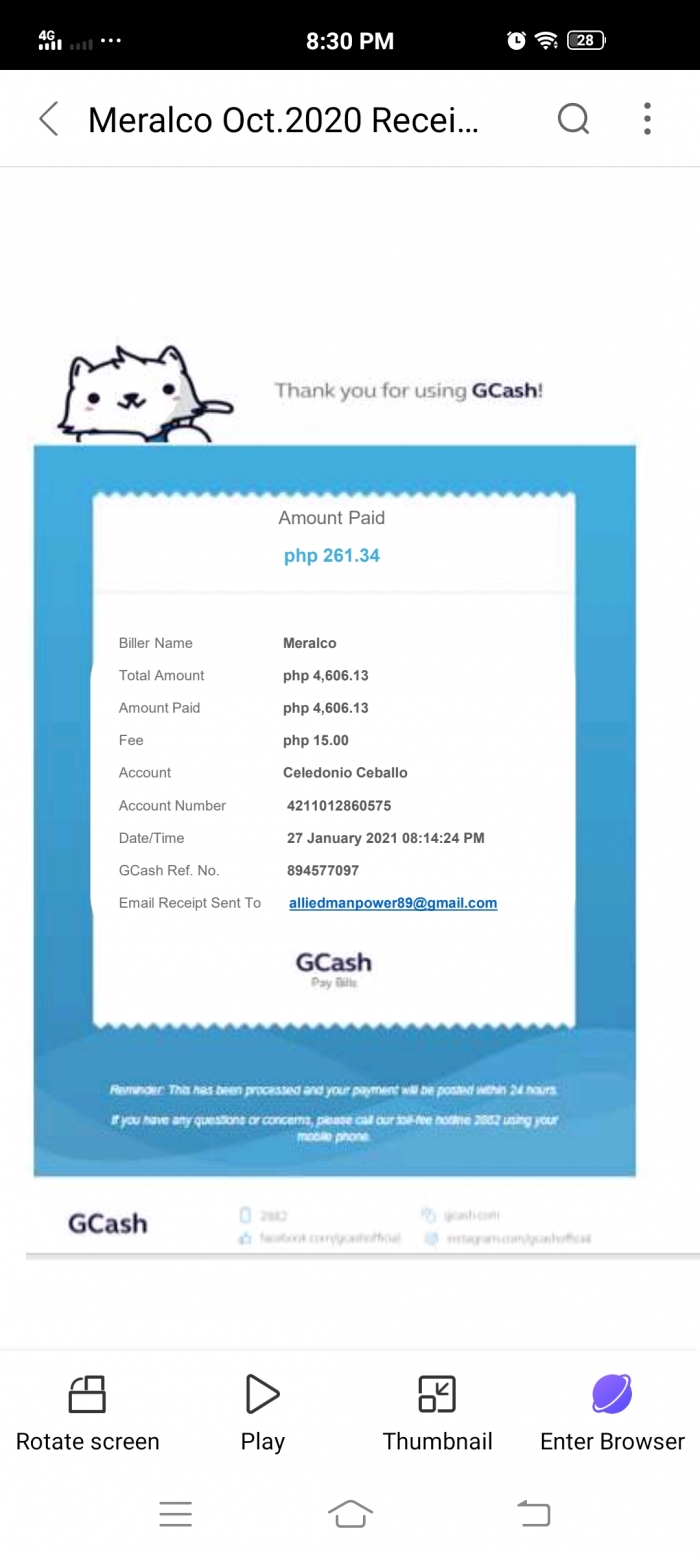 4G
8:30 PM
28
Meralco Oct.2020 Recei...
Thank you for using GCash!
Amount Paid
php 261.34
Biller Name Meralco
Total Amount php 4,606.13
Amount Paid php 4,606.13
Fee php 15.00
Account Celedonio Ceballo
Account Number 4211012860575
Date/Time 27 January 2021 08:14:24 PM
GCash Ref. No. 894577097
Email Receipt Sent To alliedmanpower89@gmail.com
GCash
Pay Bills
Reminder: This has been processed and your payment will be posted within 24 hours.
If you have any questions or concerns, please call our toll-fee hotline 2882 using your
mobile phone.
GCash
2882
gcash.com
facebook.com/gcashofficial
instagram.com/gcashofficial
Rotate screen
Play
Thumbnail
Enter Browser